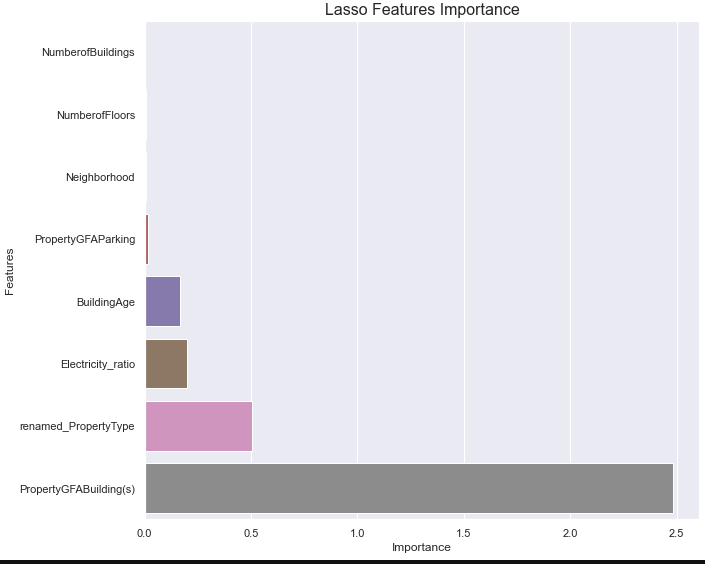 Lasso Features Importance
NumberofBuildings
NumberofFloors
Neighborhood
PropertyGFAParking
BuildingAge
Electricity_ratio
renamed_PropertyType
PropertyGFABuilding(s)
Features
0.0 0.5 1.0 1.5 2.0 2.5
Importance